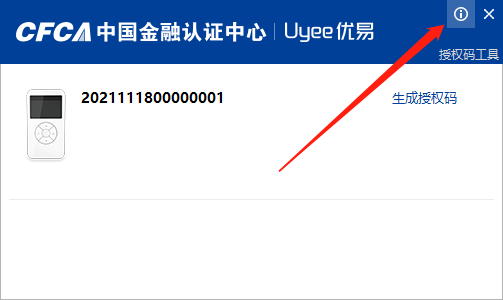 CFCA 中国金融认证中心 | Uyee 优易
授权码工具
2021111800000001 生成授权码